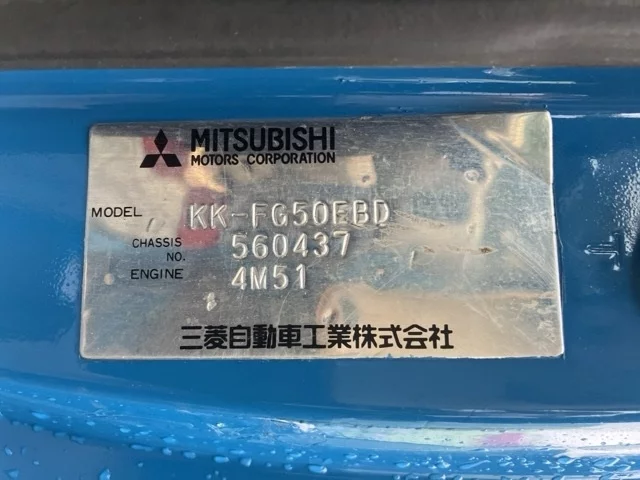 MITSUBISHI
MOTORS CORPORATION
MODEL KK-FG50EBD
CHASSIS NO. 560437
ENGINE 4M51
三菱自動車工業株式会社